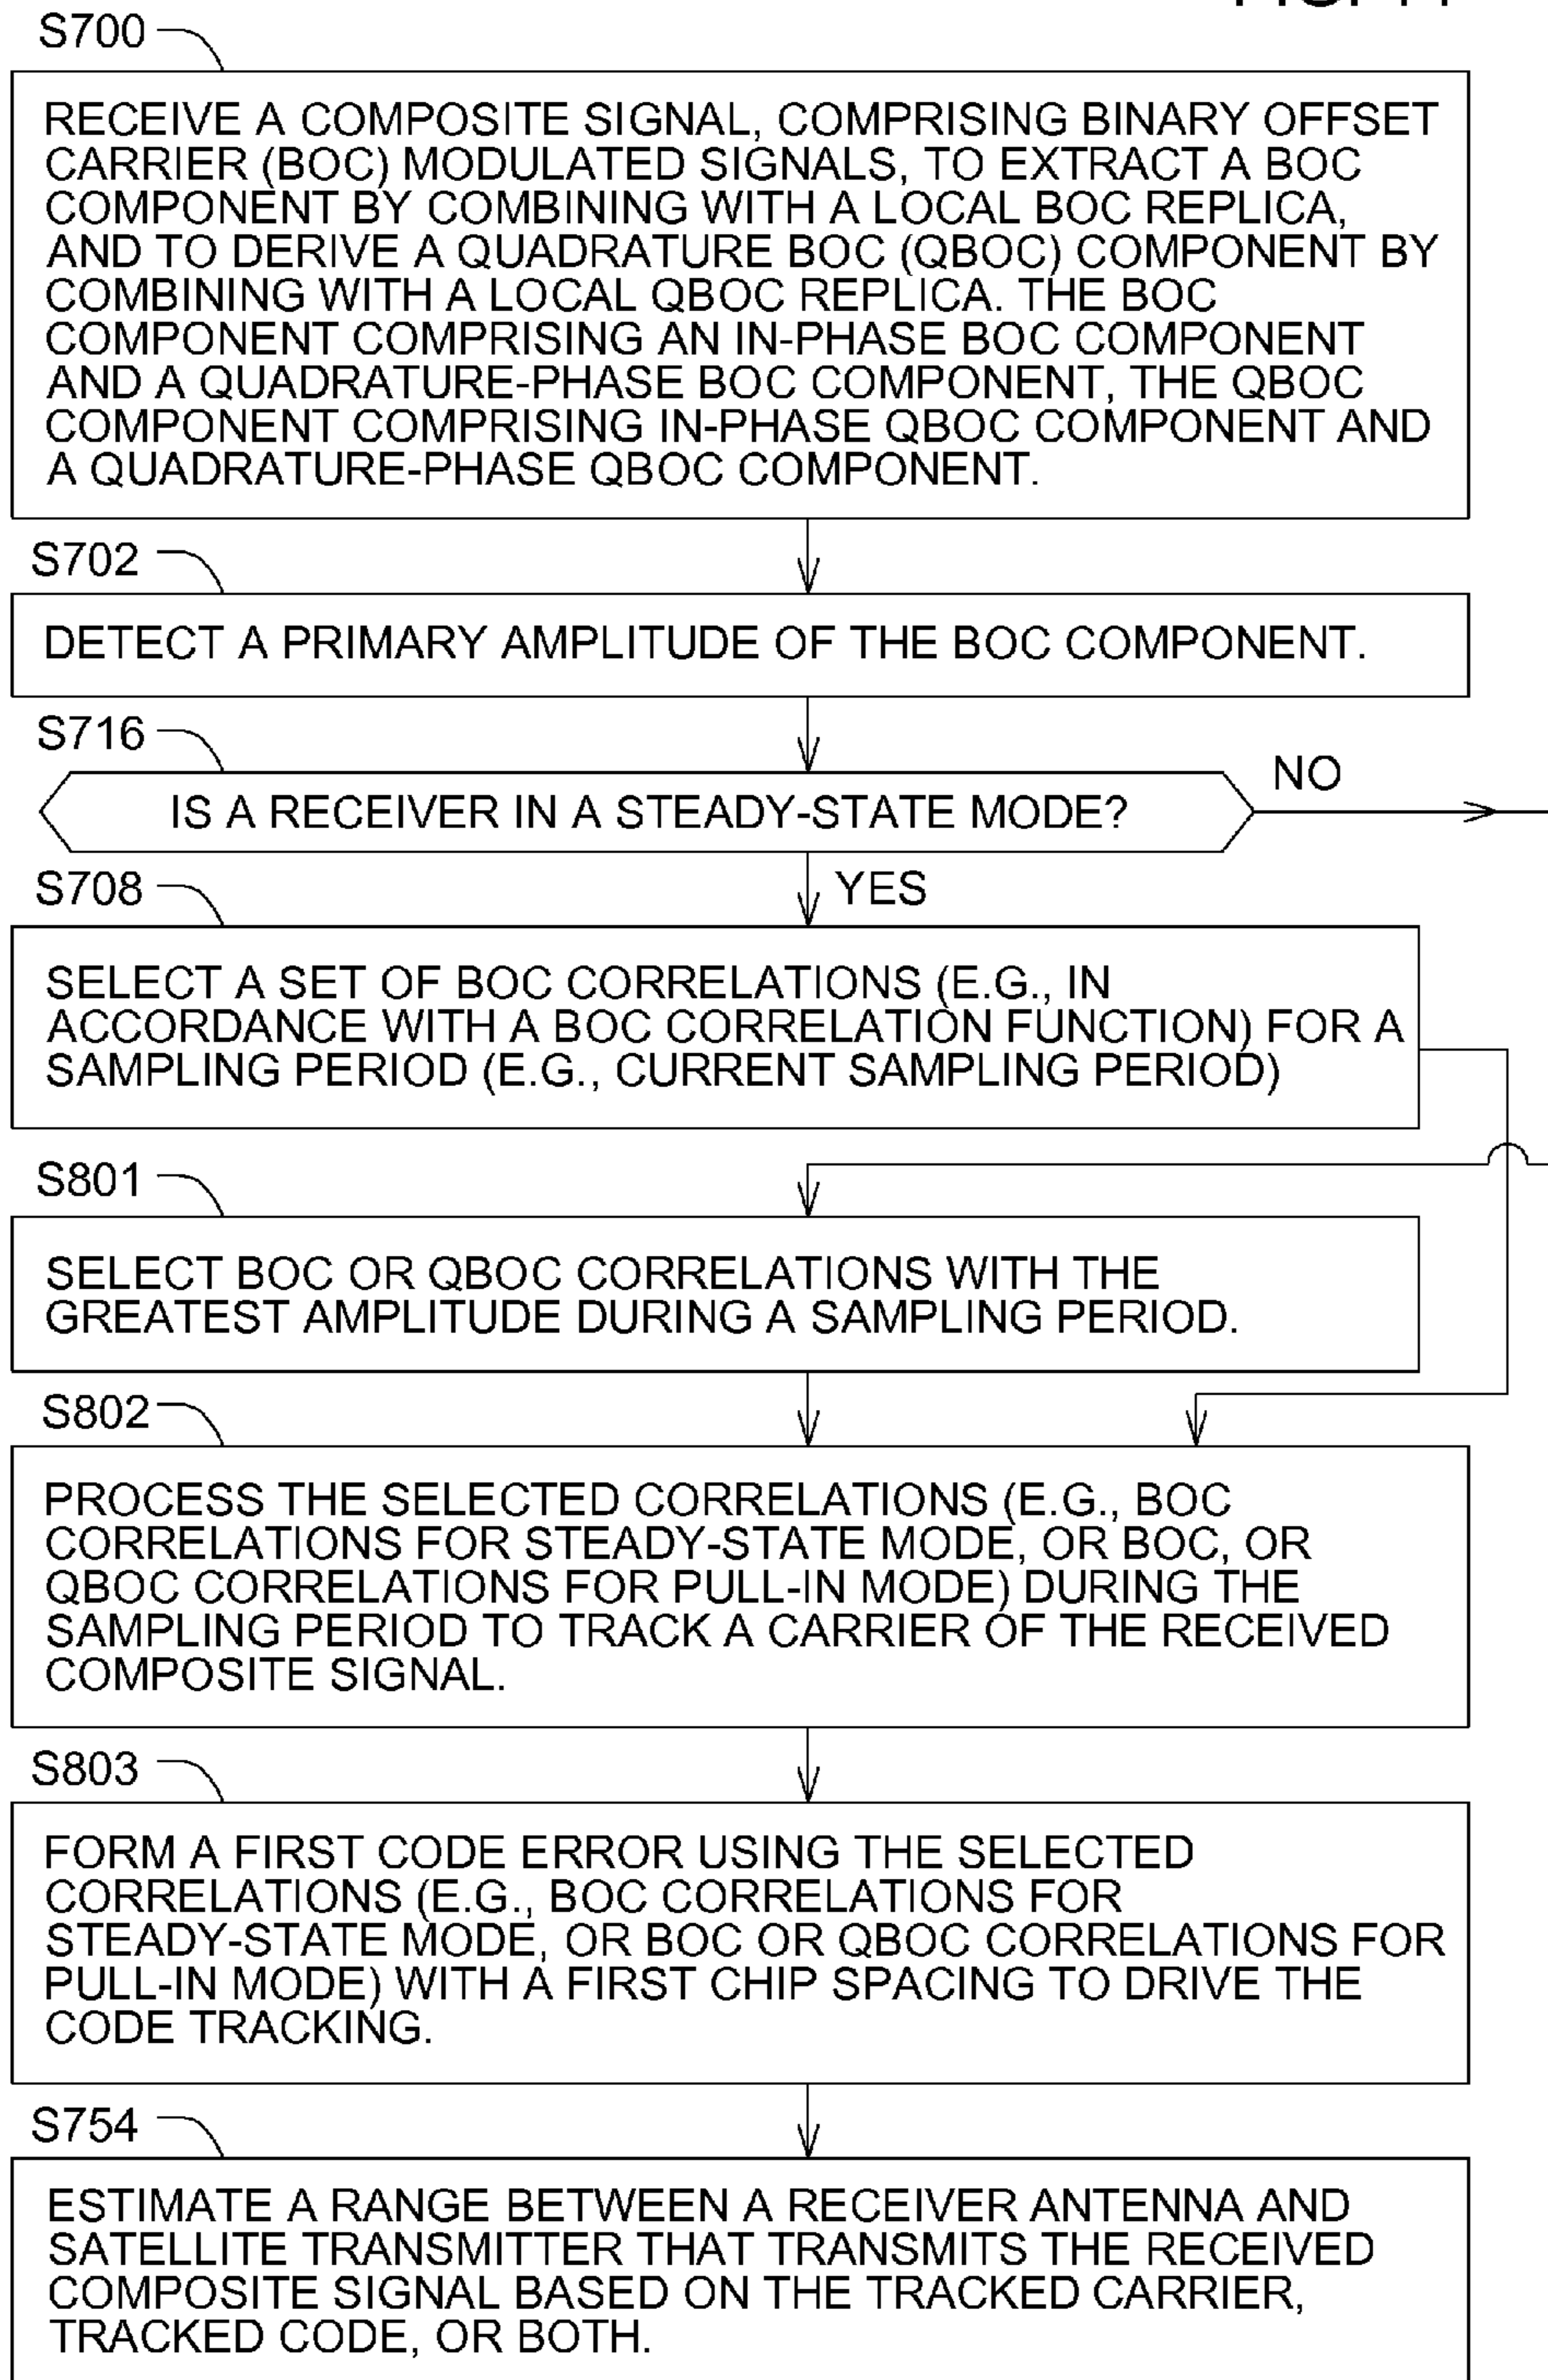 S700
RECEIVE A COMPOSITE SIGNAL, COMPRISING BINARY OFFSET
CARRIER (BOC) MODULATED SIGNALS, TO EXTRACT A BOC
COMPONENT BY COMBINING WITH A LOCAL BOC REPLICA,
AND TO DERIVE A QUADRATURE BOC (QBOC) COMPONENT BY
COMBINING WITH A LOCAL QBOC REPLICA. THE BOC
COMPONENT COMPRISING AN IN-PHASE BOC COMPONENT
AND A QUADRATURE-PHASE BOC COMPONENT, THE QBOC
COMPONENT COMPRISING IN-PHASE QBOC COMPONENT AND
A QUADRATURE-PHASE QBOC COMPONENT.
S702
DETECT A PRIMARY AMPLITUDE OF THE BOC COMPONENT.
S716
IS A RECEIVER IN A STEADY-STATE MODE?
NO
YES
S708
SELECT A SET OF BOC CORRELATIONS (E.G., IN
ACCORDANCE WITH A BOC CORRELATION FUNCTION) FOR A
SAMPLING PERIOD (E.G., CURRENT SAMPLING PERIOD)
S801
SELECT BOC OR QBOC CORRELATIONS WITH THE
GREATEST AMPLITUDE DURING A SAMPLING PERIOD.
S802
PROCESS THE SELECTED CORRELATIONS (E.G., BOC
CORRELATIONS FOR STEADY-STATE MODE, OR BOC, OR
QBOC CORRELATIONS FOR PULL-IN MODE) DURING THE
SAMPLING PERIOD TO TRACK A CARRIER OF THE RECEIVED
COMPOSITE SIGNAL.
S803
FORM A FIRST CODE ERROR USING THE SELECTED
CORRELATIONS (E.G., BOC CORRELATIONS FOR
STEADY-STATE MODE, OR BOC OR QBOC CORRELATIONS FOR
PULL-IN MODE) WITH A FIRST CHIP SPACING TO DRIVE THE
CODE TRACKING.
S754
ESTIMATE A RANGE BETWEEN A RECEIVER ANTENNA AND
SATELLITE TRANSMITTER THAT TRANSMITS THE RECEIVED
COMPOSITE SIGNAL BASED ON THE TRACKED CARRIER,
TRACKED CODE, OR BOTH.